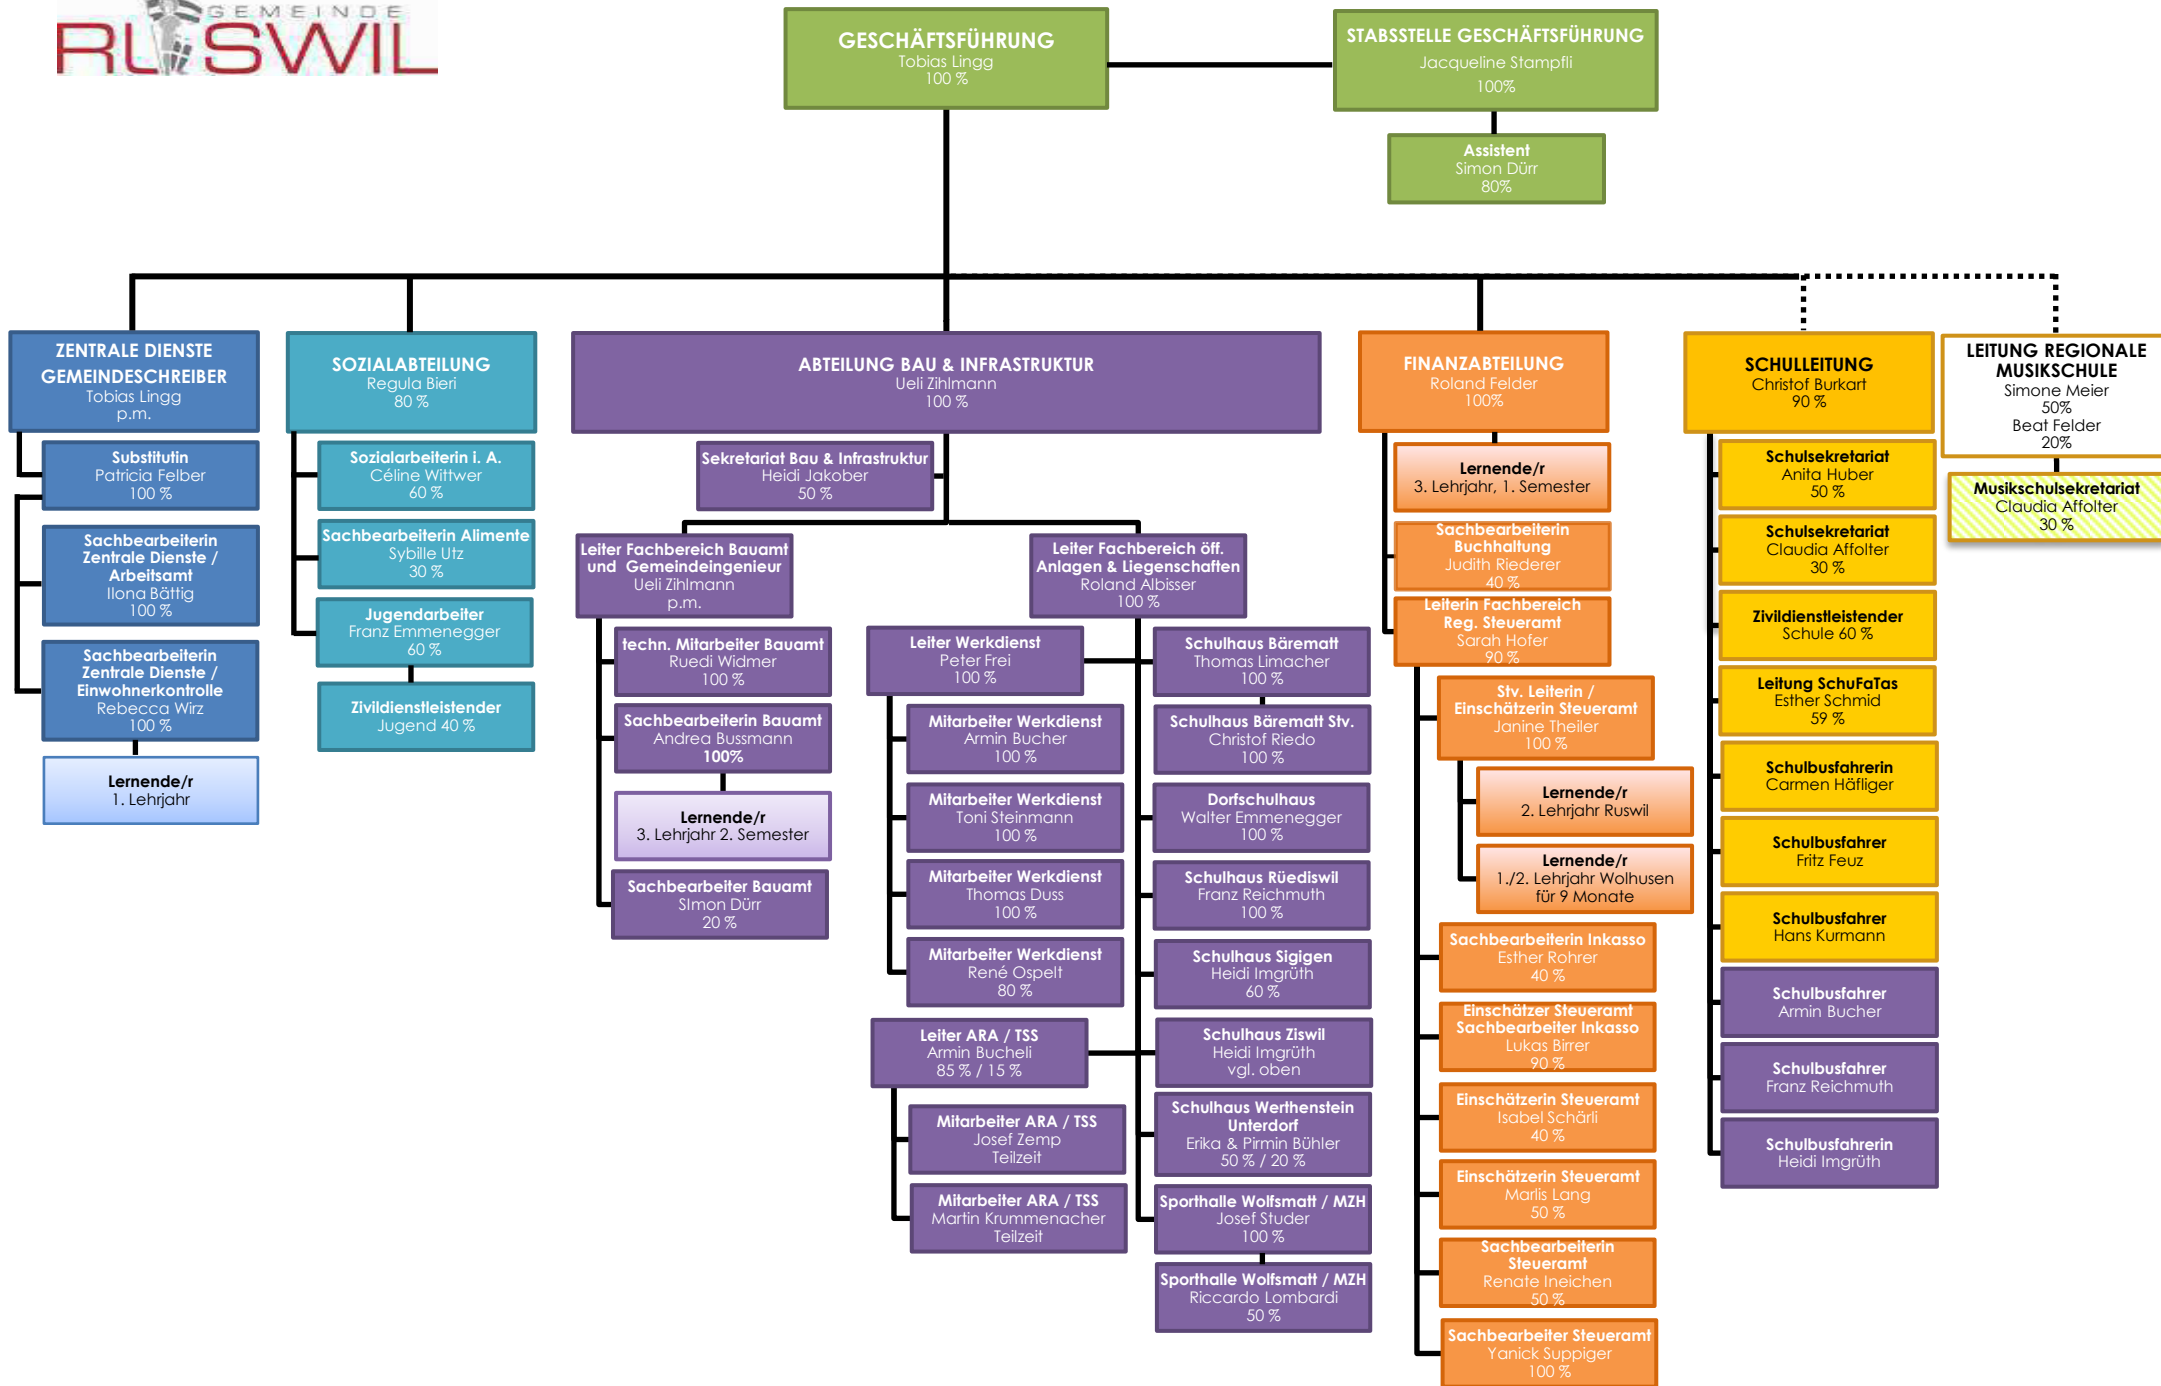 GEMEINDE
RUSWIL
GESCHÄFTSFÜHRUNG
Tobias Lingg
100 %
STABSSTELLE GESCHÄFTSFÜHRUNG
Jacqueline Stampfli
100%
Assistent
Simon Dürr
80%
ZENTRALE DIENSTE
GEMEINDESCHREIBER
Tobias Lingg
p.m.
Substitutin
Patricia Felber
100 %
Sachbearbeiterin
Zentrale Dienste /
Arbeitsamt
Ilona Bättig
100 %
Sachbearbeiterin
Zentrale Dienste /
Einwohnerkontrolle
Rebecca Wirz
100 %
Lernende/r
1. Lehrjahr
SOZIALABTEILUNG
Regula Bieri
80 %
Sozialarbeiterin i. A.
Céline Wittwer
60 %
Sachbearbeiterin Alimente
Sybille Utz
30 %
Jugendarbeiter
Franz Emmenegger
60 %
Zivildienstleistender
Jugend 40 %
ABTEILUNG BAU & INFRASTRUKTUR
Ueli Zihlmann
100 %
Sekretariat Bau & Infrastruktur
Heidi Jakober
50 %
Leiter Fachbereich Bauamt
und  Gemeindeingenieur
Ueli Zihlmann
p.m.
techn. Mitarbeiter Bauamt
Ruedi Widmer
100 %
Sachbearbeiterin Bauamt
Andrea Bussmann
100%
Lernende/r
3. Lehrjahr 2. Semester
Sachbearbeiter Bauamt
SImon Dürr
20 %
Leiter Fachbereich öff.
Anlagen & Liegenschaften
Roland Albisser
100 %
Leiter Werkdienst
Peter Frei
100 %
Mitarbeiter Werkdienst
Armin Bucher
100 %
Mitarbeiter Werkdienst
Toni Steinmann
100 %
Mitarbeiter Werkdienst
Thomas Duss
100 %
Mitarbeiter Werkdienst
René Ospelt
80 %
Leiter ARA / TSS
Armin Bucheli
85 % / 15 %
Mitarbeiter ARA / TSS
Josef Zemp
Teilzeit
Mitarbeiter ARA / TSS
Martin Krummenacher
Teilzeit
Schulhaus Bärematt
Thomas Limacher
100 %
Schulhaus Bärematt Stv.
Christof Riedo
100 %
Dorfschulhaus
Walter Emmenegger
100 %
Schulhaus Rüediswil
Franz Reichmuth
100 %
Schulhaus Sigigen
Heidi Imgrüth
60 %
Schulhaus Ziswil
Heidi Imgrüth
vgl. oben
Schulhaus Werthenstein
Unterdorf
Erika & Pirmin Bühler
50 % / 20 %
Sporthalle Wolfsmatt / MZH
Josef Studer
100 %
Sporthalle Wolfsmatt / MZH
Riccardo Lombardi
50 %
FINANZABTEILUNG
Roland Felder
100%
Lernende/r
3. Lehrjahr, 1. Semester
Sachbearbeiterin
Buchhaltung
Judith Riederer
40 %
Leiterin Fachbereich
Reg. Steueramt
Sarah Hofer
90 %
Stv. Leiterin /
Einschätzerin Steueramt
Janine Theiler
100 %
Lernende/r
2. Lehrjahr Ruswil
Lernende/r
1./2. Lehrjahr Wolhusen
für 9 Monate
Sachbearbeiterin Inkasso
Esther Rohrer
40 %
Einschätzer Steueramt
Sachbearbeiter Inkasso
Lukas Birrer
90 %
Einschätzerin Steueramt
Isabel Schärli
40 %
Einschätzerin Steueramt
Marlis Lang
50 %
Sachbearbeiterin
Steueramt
Renate Ineichen
50 %
Sachbearbeiter Steueramt
Yanick Suppiger
100 %
SCHULLEITUNG
Christof Burkart
90 %
Schulsekretariat
Anita Huber
50 %
Schulsekretariat
Claudia Affolter
30 %
Zivildienstleistender
Schule 60 %
Leitung SchuFaTas
Esther Schmid
59 %
Schulbusfahrerin
Carmen Häfliger
Schulbusfahrer
Fritz Feuz
Schulbusfahrer
Hans Kurmann
Schulbusfahrer
Armin Bucher
Schulbusfahrer
Franz Reichmuth
Schulbusfahrerin
Heidi Imgrüth
LEITUNG REGIONALE
MUSIKSCHULE
Simone Meier
50%
Beat Felder
20%
Musikschulsekretariat
Claudia Affolter
30 %